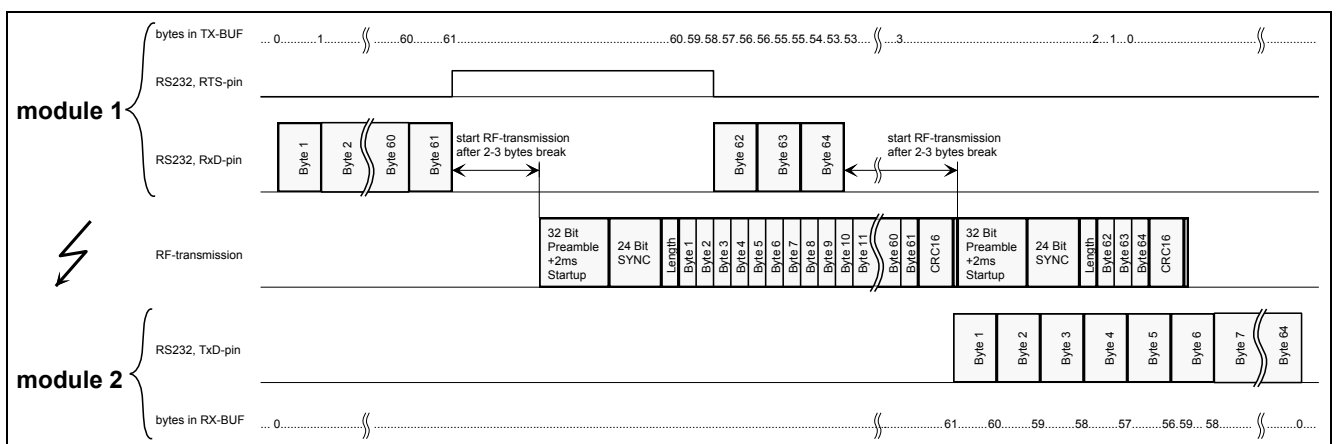 bytes in TX-BUF
... 0..........1........... 60..........61.......................................................60.59.58.57.56.56.55.55.54.53.53.... ....3.................................................2...1...0.................................. ..............
RS232, RTS-pin
module 1
RS232, RxD-pin
Byte 1
Byte 2
Byte 60
Byte 61
start RF-transmission
after 2-3 bytes break
Byte 62
Byte 63
Byte 64
start RF-transmission
after 2-3 bytes break
RF-transmission
32 Bit
Preamble
+2ms
Startup
24 Bit
SYNC
Length
Byte 1
Byte 2
Byte 3
Byte 4
Byte 5
Byte 6
Byte 7
Byte 8
Byte 9
Byte 10
Byte 11
Byte 60
Byte 61
CRC16
32 Bit
Preamble
+2ms
Startup
24 Bit
SYNC
Length
Byte 62
Byte 63
Byte 64
CRC16
RS232, TxD-pin
Byte 1
Byte 2
Byte 3
Byte 4
Byte 5
Byte 6
Byte 7
Byte 64
module 2
bytes in RX-BUF
... 0...................... ............................................................................................................................ ..................61..........60..........59..........58.........57..........56.59...58.......... ..........0....